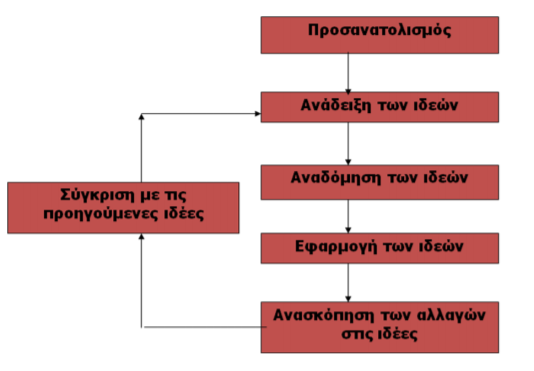 Προσανατολισμός
Ανάδειξη των ιδεών
Αναδόμηση των ιδεών
Σύγκριση με τις
προηγούμενες ιδέες
Εφαρμογή των ιδεών
Ανασκόπηση των αλλαγών
στις ιδέες